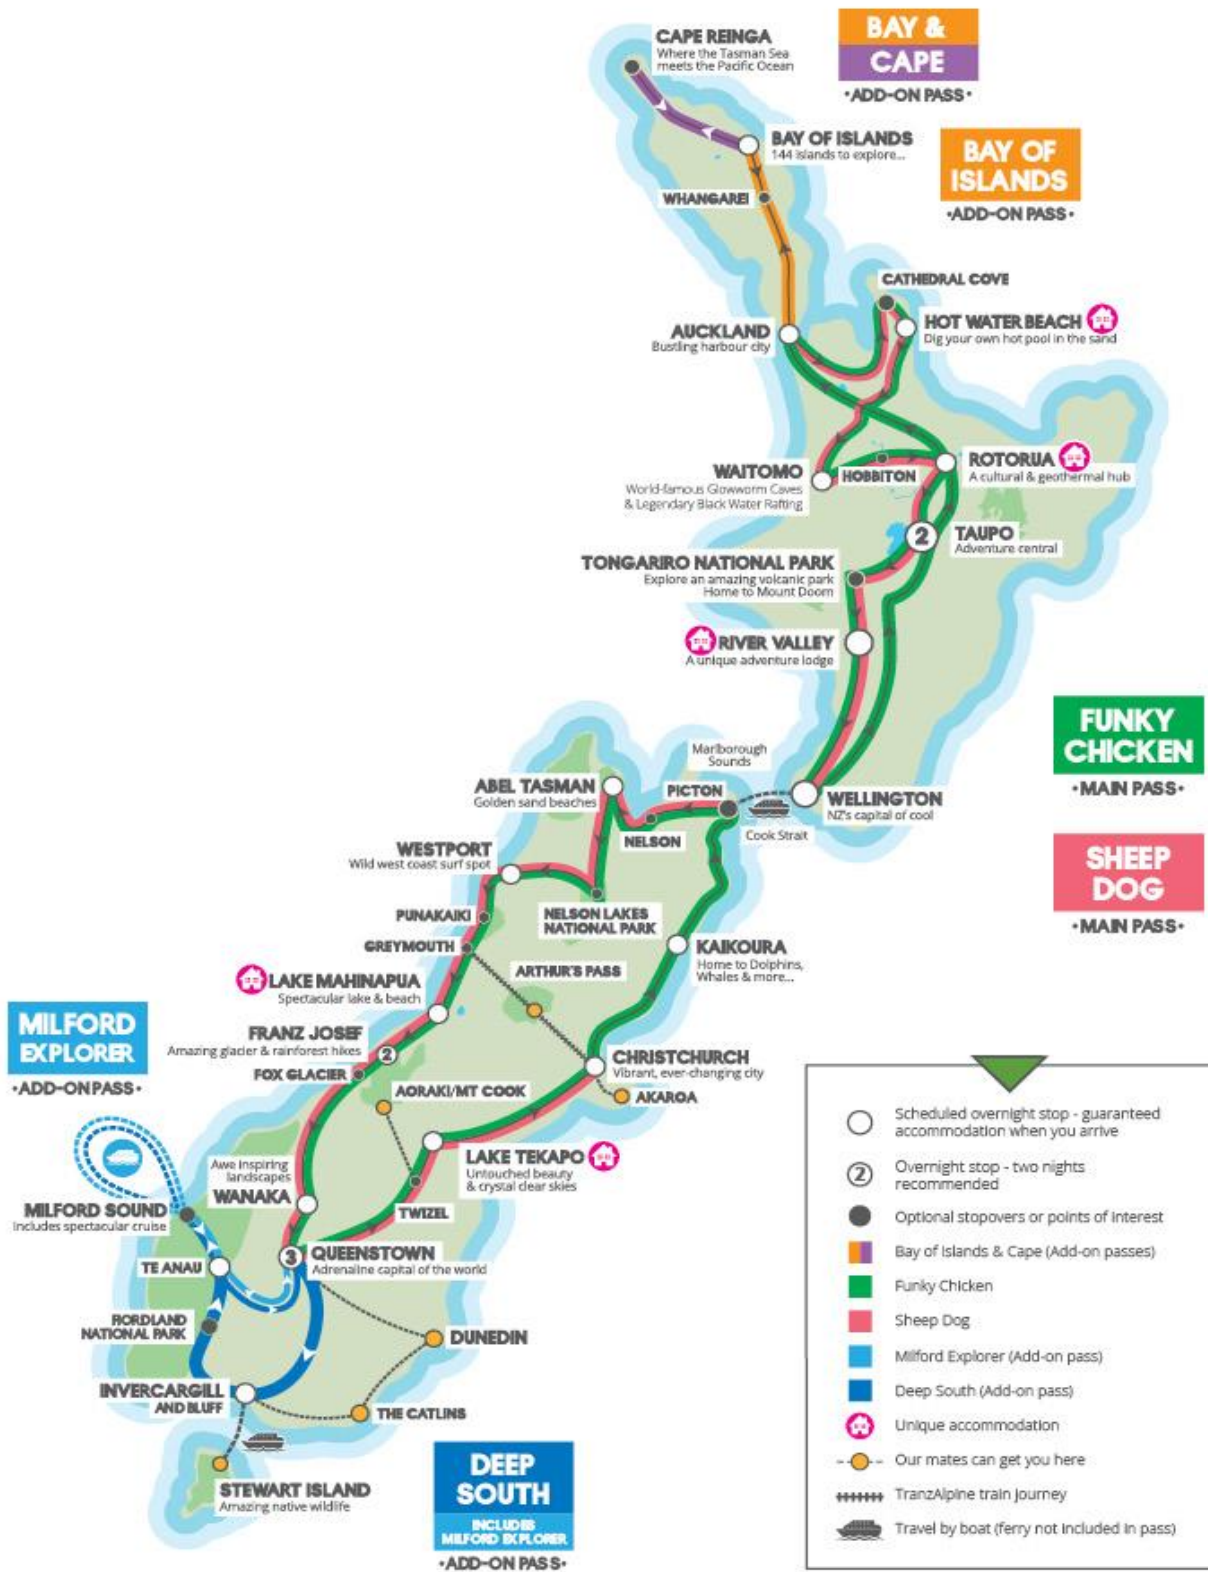 BAY &
CAPE
•ADD-ON PASS•
CAPE REINGA
Where the Tasman Sea
meets the Pacific Ocean
BAY OF ISLANDS
144 islands to explore...
BAY OF
ISLANDS
•ADD-ON PASS•
WHANGAREI
CATHEDRAL COVE
HOT WATER BEACH
Dig your own hot pool in the sand
AUCKLAND
Bustling harbour city
WAITOMO
World-famous Glowworm Caves
& Legendary Black Water Rafting
HOBBITON
ROTORUA
A cultural & geothermal hub
2
TAUPO
Adventure central
TONGARIRO NATIONAL PARK
Explore an amazing volcanic park
Home to Mount Doom
RIVER VALLEY
A unique adventure lodge
FUNKY
CHICKEN
•MAIN PASS•
Marlborough
Sounds
ABEL TASMAN
Golden sand beaches
PICTON
WELLINGTON
NZ's capital of cool
NELSON
Cook Strait
SHEEP
DOG
•MAIN PASS•
WESTPORT
Wild west coast surf spot
PUNAKAIKI
NELSON LAKES
NATIONAL PARK
GREYMOUTH
KAIKOURA
Home to Dolphins,
Whales & more...
ARTHUR'S PASS
LAKE MAHINAPUA
Spectacular lake & beach
MILFORD
EXPLORER
•ADD-ON PASS•
FRANZ JOSEF
Amazing glacier & rainforest hikes
2
FOX GLACIER
CHRISTCHURCH
Vibrant, ever-changing city
AKAROA
AORAKI/MT COOK
LAKE TEKAPO
Untouched beauty
& crystal clear skies
Awe inspiring
landscapes
WANAKA
TWIZEL
MILFORD SOUND
Includes spectacular cruise
3
QUEENSTOWN
Adrenaline capital of the world
TE ANAU
FIORDLAND
NATIONAL PARK
DUNEDIN
INVERCARGILL
AND BLUFF
THE CATLINS
STEWART ISLAND
Amazing native wildlife
DEEP
SOUTH
INCLUDES
MILFORD EXPLORER
•ADD-ON PASS•
Scheduled overnight stop - guaranteed
accommodation when you arrive
2
Overnight stop - two nights
recommended
Optional stopovers or points of interest
Bay of Islands & Cape (Add-on passes)
Funky Chicken
Sheep Dog
Milford Explorer (Add-on pass)
Deep South (Add-on pass)
Unique accommodation
Our mates can get you here
TranzAlpine train journey
Travel by boat (ferry not included in pass)